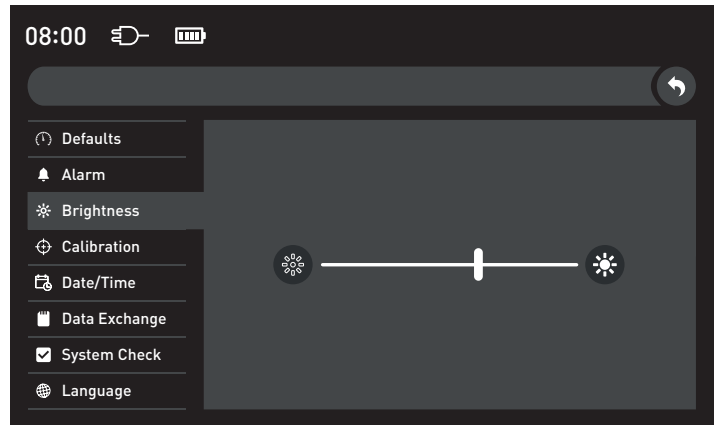 08:00
Defaults
Alarm
Brightness
Calibration
Date/Time
Data Exchange
System Check
Language